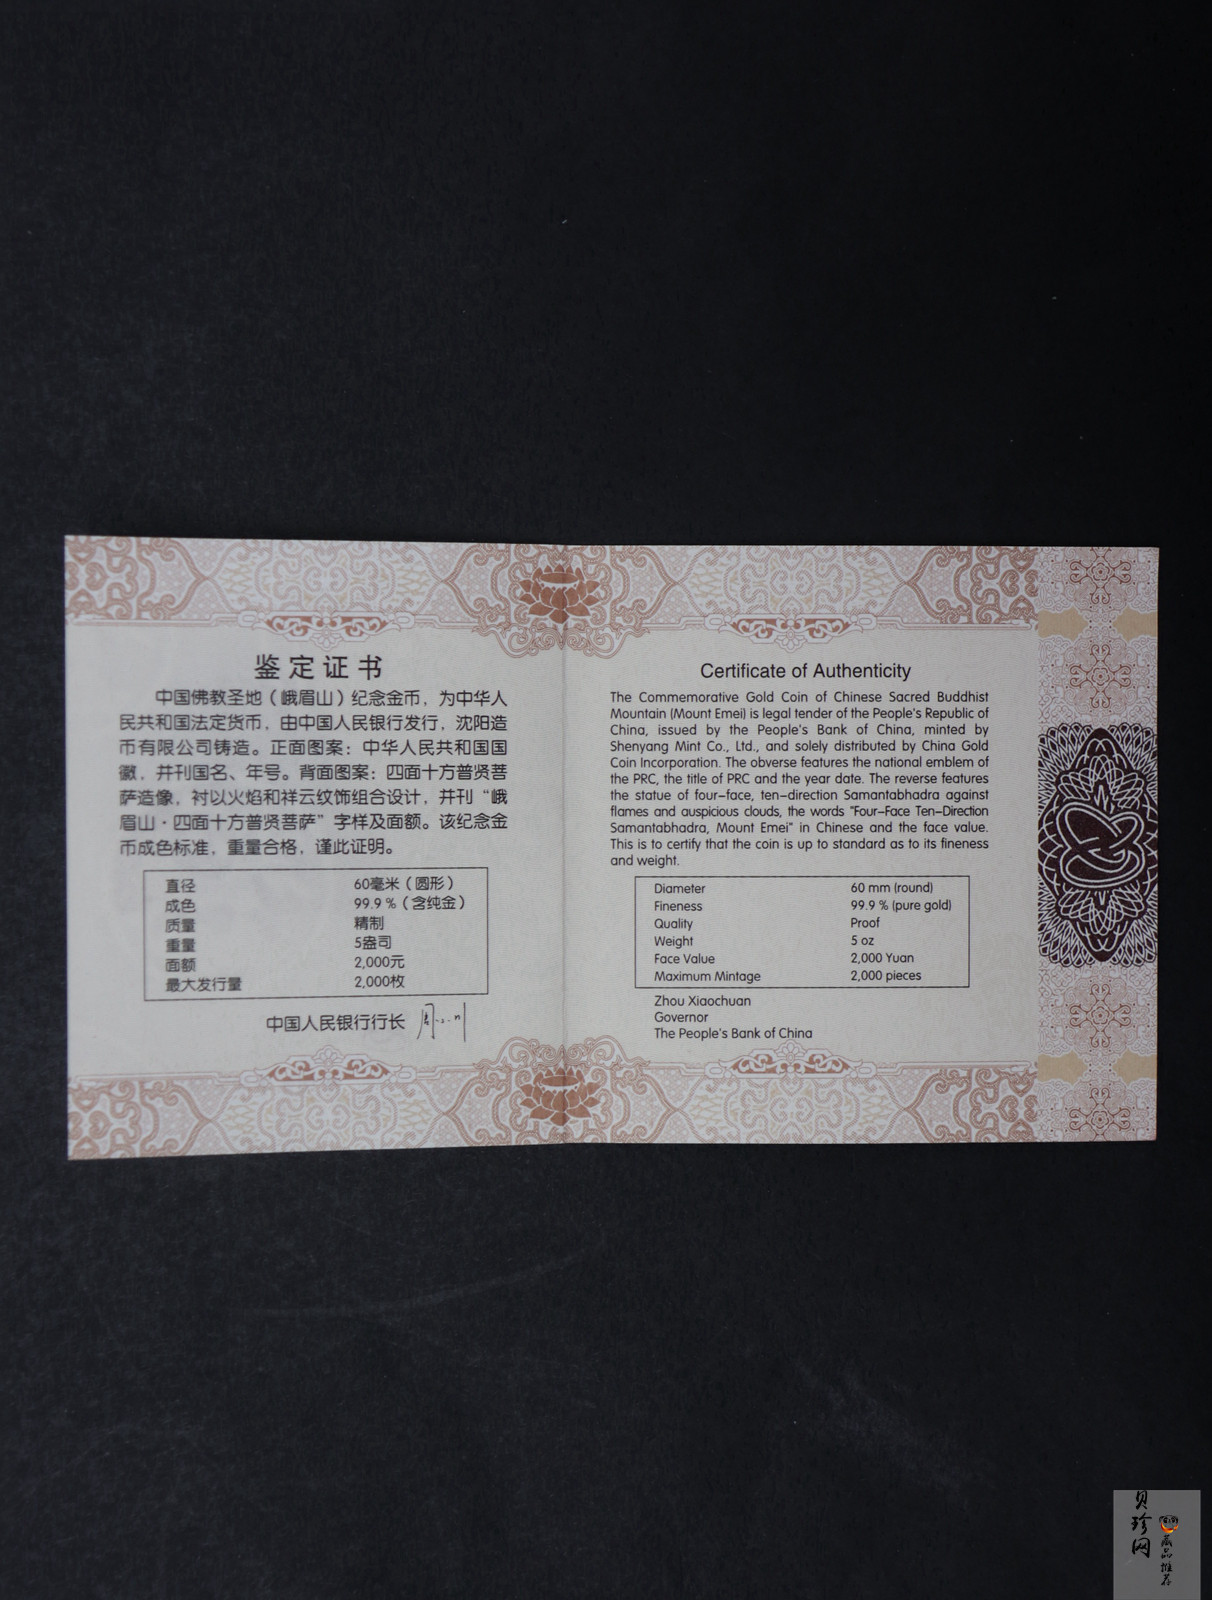 鉴定证书
中国佛教圣地（峨眉山）纪念金币，为中华人
民共和国法定货币，由中国人民银行发行，沈阳造
币有限公司铸造。正面图案：中华人民共和国国
徽，并刊国名、年号。背面图案：四面十方普贤菩
萨造像，衬以火焰和祥云纹饰组合设计，并刊“峨
眉山·四面十方普贤菩萨”字样及面额。该纪念金
币成色标准，重量合格，谨此证明。
直径 60毫米（圆形）
成色 99.9％（含纯金）
质量 精制
重量 5盎司
面额 2,000元
最大发行量 2,000枚
中国人民银行行长
Certificate of Authenticity
The Commemorative Gold Coin of Chinese Sacred Buddhist
Mountain (Mount Emei) is legal tender of the People's Republic of
China, issued by the People's Bank of China, minted by
Shenyang Mint Co., Ltd., and solely distributed by China Gold
Coin Incorporation. The obverse features the national emblem of
the PRC, the title of PRC and the year date. The reverse features
the statue of four-face, ten-direction Samantabhadra against
flames and auspicious clouds, the words "Four-Face Ten-Direction
Samantabhadra, Mount Emei" in Chinese and the face value.
This is to certify that the coin is up to standard as to its fineness
and weight.
Diameter 60 mm (round)
Fineness 99.9 % (pure gold)
Quality Proof
Weight 5 oz
Face Value 2,000 Yuan
Maximum Mintage 2,000 pieces
Zhou Xiaochuan
Governor
The People's Bank of China
贝珍网
藏品推荐